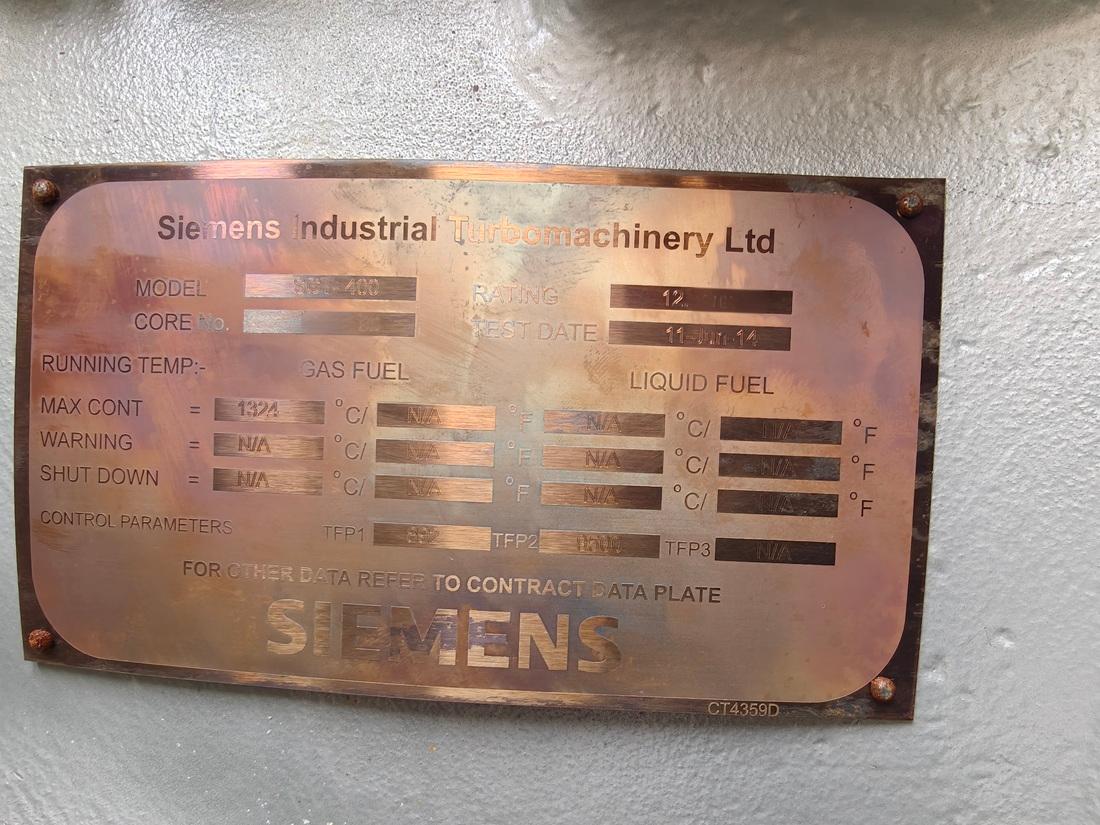 Siemens Industrial Turbomachinery Ltd
MODEL 400 RATING 12.
CORE No. TEST DATE 11-Jun-14
RUNNING TEMP:- GAS FUEL LIQUID FUEL
MAX CONT = 1324 °C/ N/A °F N/A °C/ N/A °F
WARNING = N/A °C/ N/A °F N/A °C/ N/A °F
SHUT DOWN = N/A °C/ N/A °F N/A °C/ N/A °F
CONTROL PARAMETERS TFP1 TFP2 TFP3 N/A
FOR OTHER DATA REFER TO CONTRACT DATA PLATE
SIEMENS
CT4359D